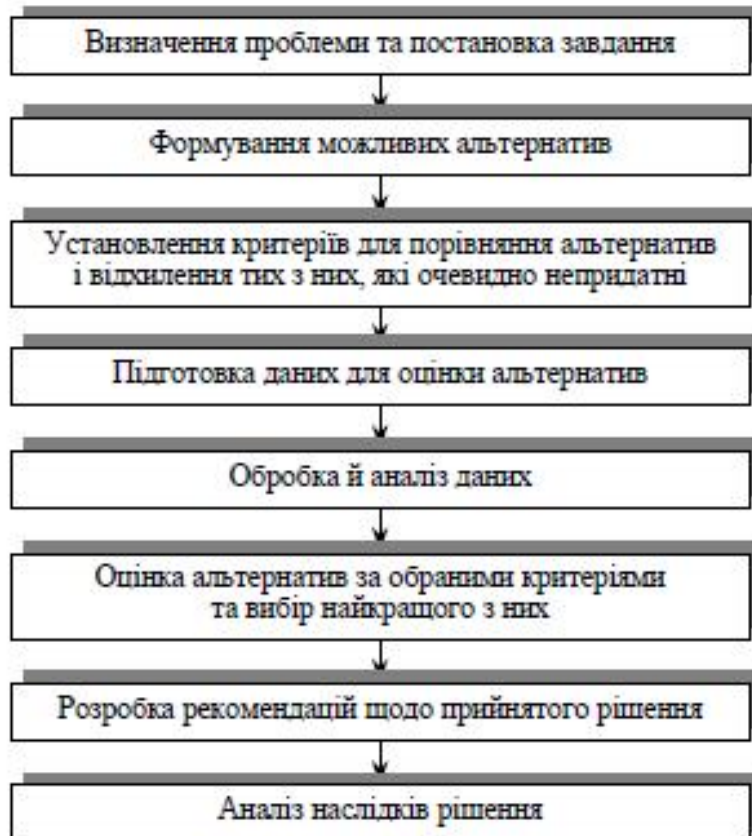 Визначення проблеми та постановка завдання
Формування можливих альтернатив
Установлення критеріїв для порівняння альтернатив
і відхилення тих з них, які очевидно непридатні
Підготовка даних для оцінки альтернатив
Обробка й аналіз даних
Оцінка альтернатив за обраними критеріями
та вибір найкращого з них
Розробка рекомендацій щодо прийнятого рішення
Аналіз наслідків рішення